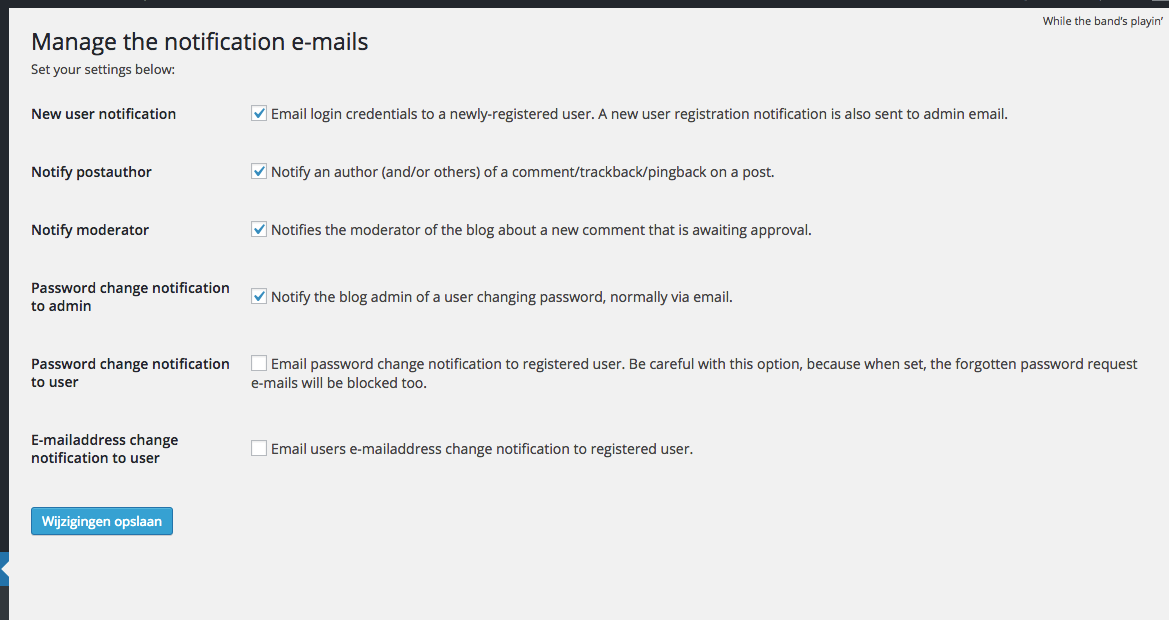 While the band's playin'
Manage the notification e-mails
Set your settings below:
New user notification
Email login credentials to a newly-registered user. A new user registration notification is also sent to admin email.
Notify postauthor
Notify an author (and/or others) of a comment/trackback/pingback on a post.
Notify moderator
Notifies the moderator of the blog about a new comment that is awaiting approval.
Password change notification
to admin
Notify the blog admin of a user changing password, normally via email.
Password change notification
to user
Email password change notification to registered user. Be careful with this option, because when set, the forgotten password request
e-mails will be blocked too.
E-mailaddress change
notification to user
Email users e-mailaddress change notification to registered user.
Wijzigingen opslaan